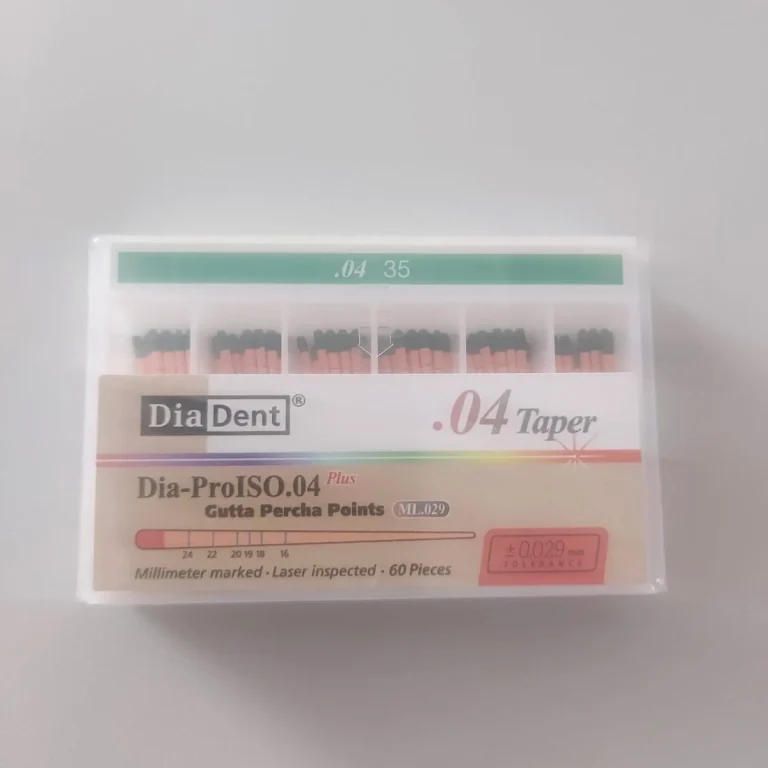 .04 35
DiaDent®
.04 Taper
Dia-ProISO.04 Plus
Gutta Percha Points ML.029
24 22 20 19 18 16
± 0.029 mm
TOLERANCE
Millimeter marked · Laser inspected · 60 Pieces